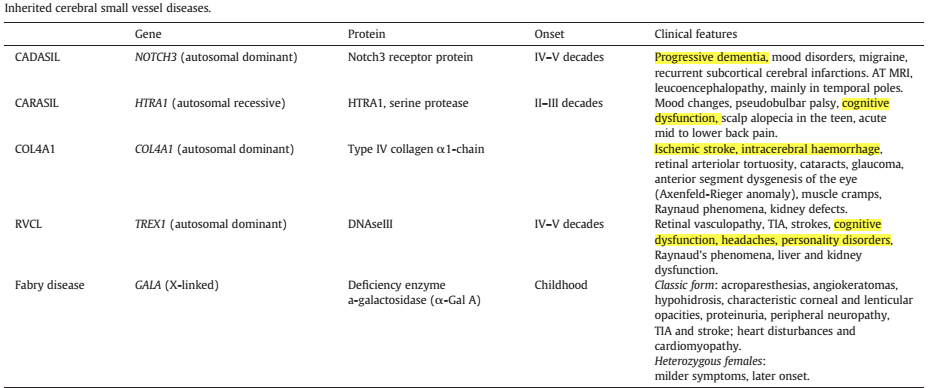 Inherited cerebral small vessel diseases.
Gene Protein Onset Clinical features
CADASIL NOTCH3 (autosomal dominant) Notch3 receptor protein IV–V decades Progressive dementia, mood disorders, migraine,
recurrent subcortical cerebral infarctions. AT MRI,
leucoencephalopathy, mainly in temporal poles.
CARASIL HTRA1 (autosomal recessive) HTRA1, serine protease II–III decades Mood changes, pseudobulbar palsy, cognitive
dysfunction, scalp alopecia in the teen, acute
mid to lower back pain.
COL4A1 COL4A1 (autosomal dominant) Type IV collagen α1-chain Ischemic stroke, intracerebral haemorrhage,
retinal arteriolar tortuosity, cataracts, glaucoma,
anterior segment dysgenesis of the eye
(Axenfeld-Rieger anomaly), muscle cramps,
Raynaud phenomena, kidney defects.
RVCL TREX1 (autosomal dominant) DNAseIII IV–V decades Retinal vasculopathy, TIA, strokes, cognitive
dysfunction, headaches, personality disorders,
Raynaud's phenomena, liver and kidney
dysfunction.
Fabry disease GALA (X-linked) Deficiency enzyme Childhood Classic form: acroparesthesias, angiokeratomas,
a-galactosidase (α-Gal A) hypohidrosis, characteristic corneal and lenticular
opacities, proteinuria, peripheral neuropathy,
TIA and stroke; heart disturbances and
cardiomyopathy.
Heterozygous females:
milder symptoms, later onset.